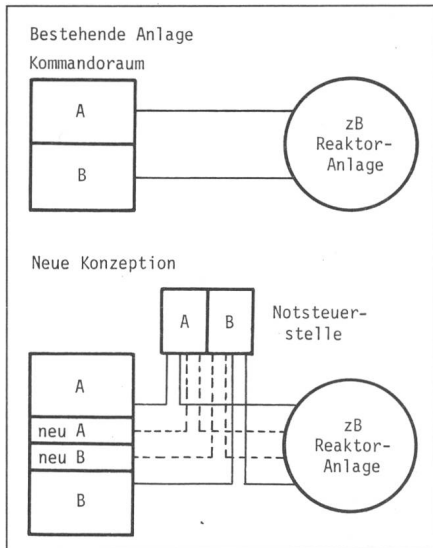 Bestehende Anlage
Kommandoraum
A
B
zB
Reaktor-
Anlage
Neue Konzeption
A
B
Notsteuer-
stelle
A
neu A
neu B
B
zB
Reaktor-
Anlage